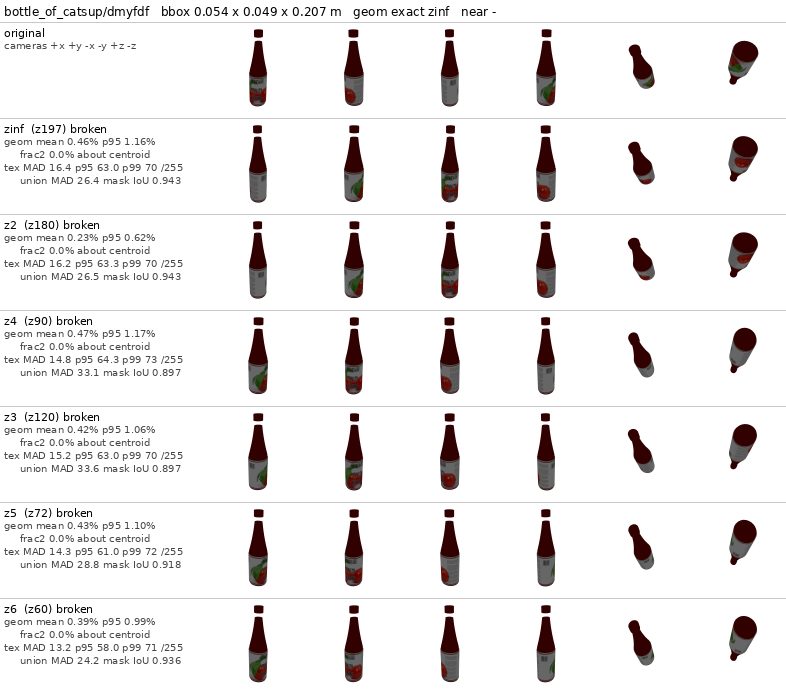 bottle_of_catsup/dmyfdf   bbox 0.054 x 0.049 x 0.207 m   geom exact zinf   near -
original
cameras +x +y -x -y +z -z
zinf  (z197) broken
geom mean 0.46% p95 1.16%
frac2 0.0% about centroid
tex MAD 16.4 p95 63.0 p99 70 /255
union MAD 26.4 mask IoU 0.943
z2  (z180) broken
geom mean 0.23% p95 0.62%
frac2 0.0% about centroid
tex MAD 16.2 p95 63.3 p99 70 /255
union MAD 26.5 mask IoU 0.943
z4  (z90) broken
geom mean 0.47% p95 1.17%
frac2 0.0% about centroid
tex MAD 14.8 p95 64.3 p99 73 /255
union MAD 33.1 mask IoU 0.897
z3  (z120) broken
geom mean 0.42% p95 1.06%
frac2 0.0% about centroid
tex MAD 15.2 p95 63.0 p99 70 /255
union MAD 33.6 mask IoU 0.897
z5  (z72) broken
geom mean 0.43% p95 1.10%
frac2 0.0% about centroid
tex MAD 14.3 p95 61.0 p99 72 /255
union MAD 28.8 mask IoU 0.918
z6  (z60) broken
geom mean 0.39% p95 0.99%
frac2 0.0% about centroid
tex MAD 13.2 p95 58.0 p99 71 /255
union MAD 24.2 mask IoU 0.936